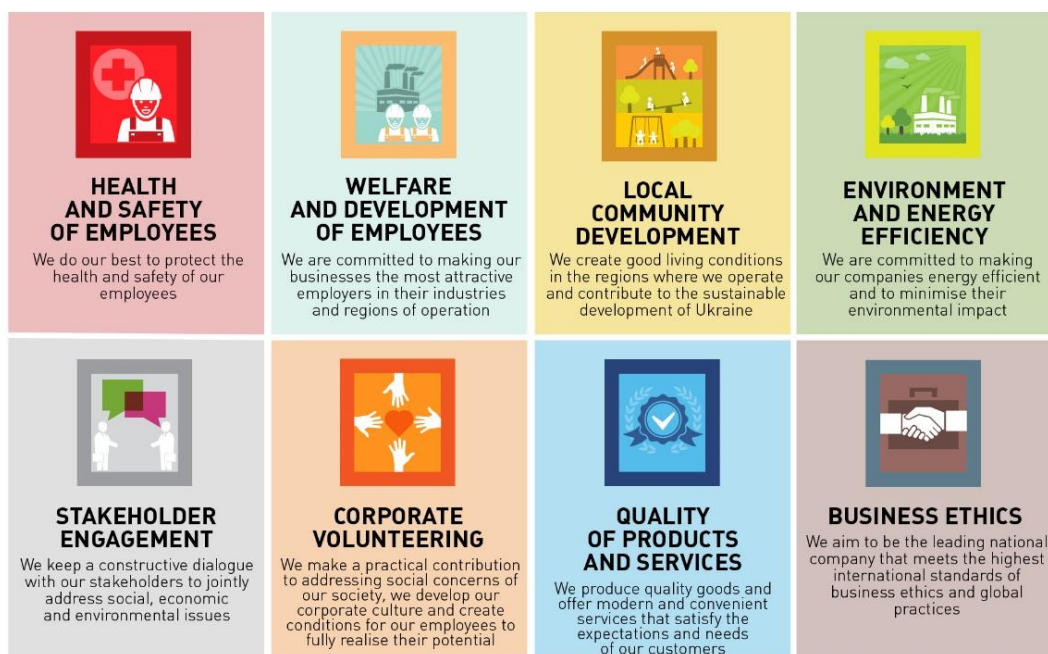 HEALTH
AND SAFETY
OF EMPLOYEES
We do our best to protect the
health and safety of our
employees
WELFARE
AND DEVELOPMENT
OF EMPLOYEES
We are committed to making our
businesses the most attractive
employers in their industries
and regions of operation
LOCAL
COMMUNITY
DEVELOPMENT
We create good living conditions
in the regions where we operate
and contribute to the sustainable
development of Ukraine
ENVIRONMENT
AND ENERGY
EFFICIENCY
We are committed to making
our companies energy efficient
and to minimise their
environmental impact
STAKEHOLDER
ENGAGEMENT
We keep a constructive dialogue
with our stakeholders to jointly
address social, economic
and environmental issues
CORPORATE
VOLUNTEERING
We make a practical contribution
to addressing social concerns of
our society, we develop our
corporate culture and create
conditions for our employees to
fully realise their potential
QUALITY
OF PRODUCTS
AND SERVICES
We produce quality goods and
offer modern and convenient
services that satisfy the
expectations and needs
of our customers
BUSINESS ETHICS
We aim to be the leading national
company that meets the highest
international standards of
business ethics and global
practices